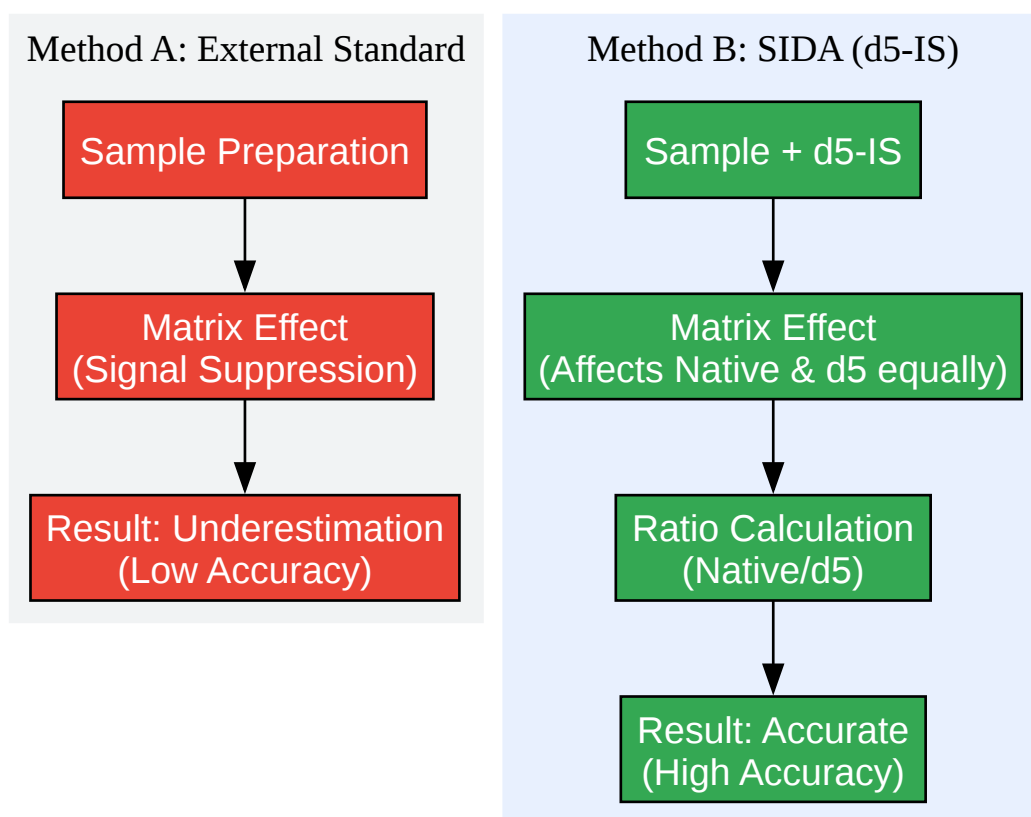 Method A: External Standard
Sample Preparation
Matrix Effect
(Signal Suppression)
Result: Underestimation
(Low Accuracy)
Method B: SIDA (d5-IS)
Sample + d5-IS
Matrix Effect
(Affects Native & d5 equally)
Ratio Calculation
(Native/d5)
Result: Accurate
(High Accuracy)